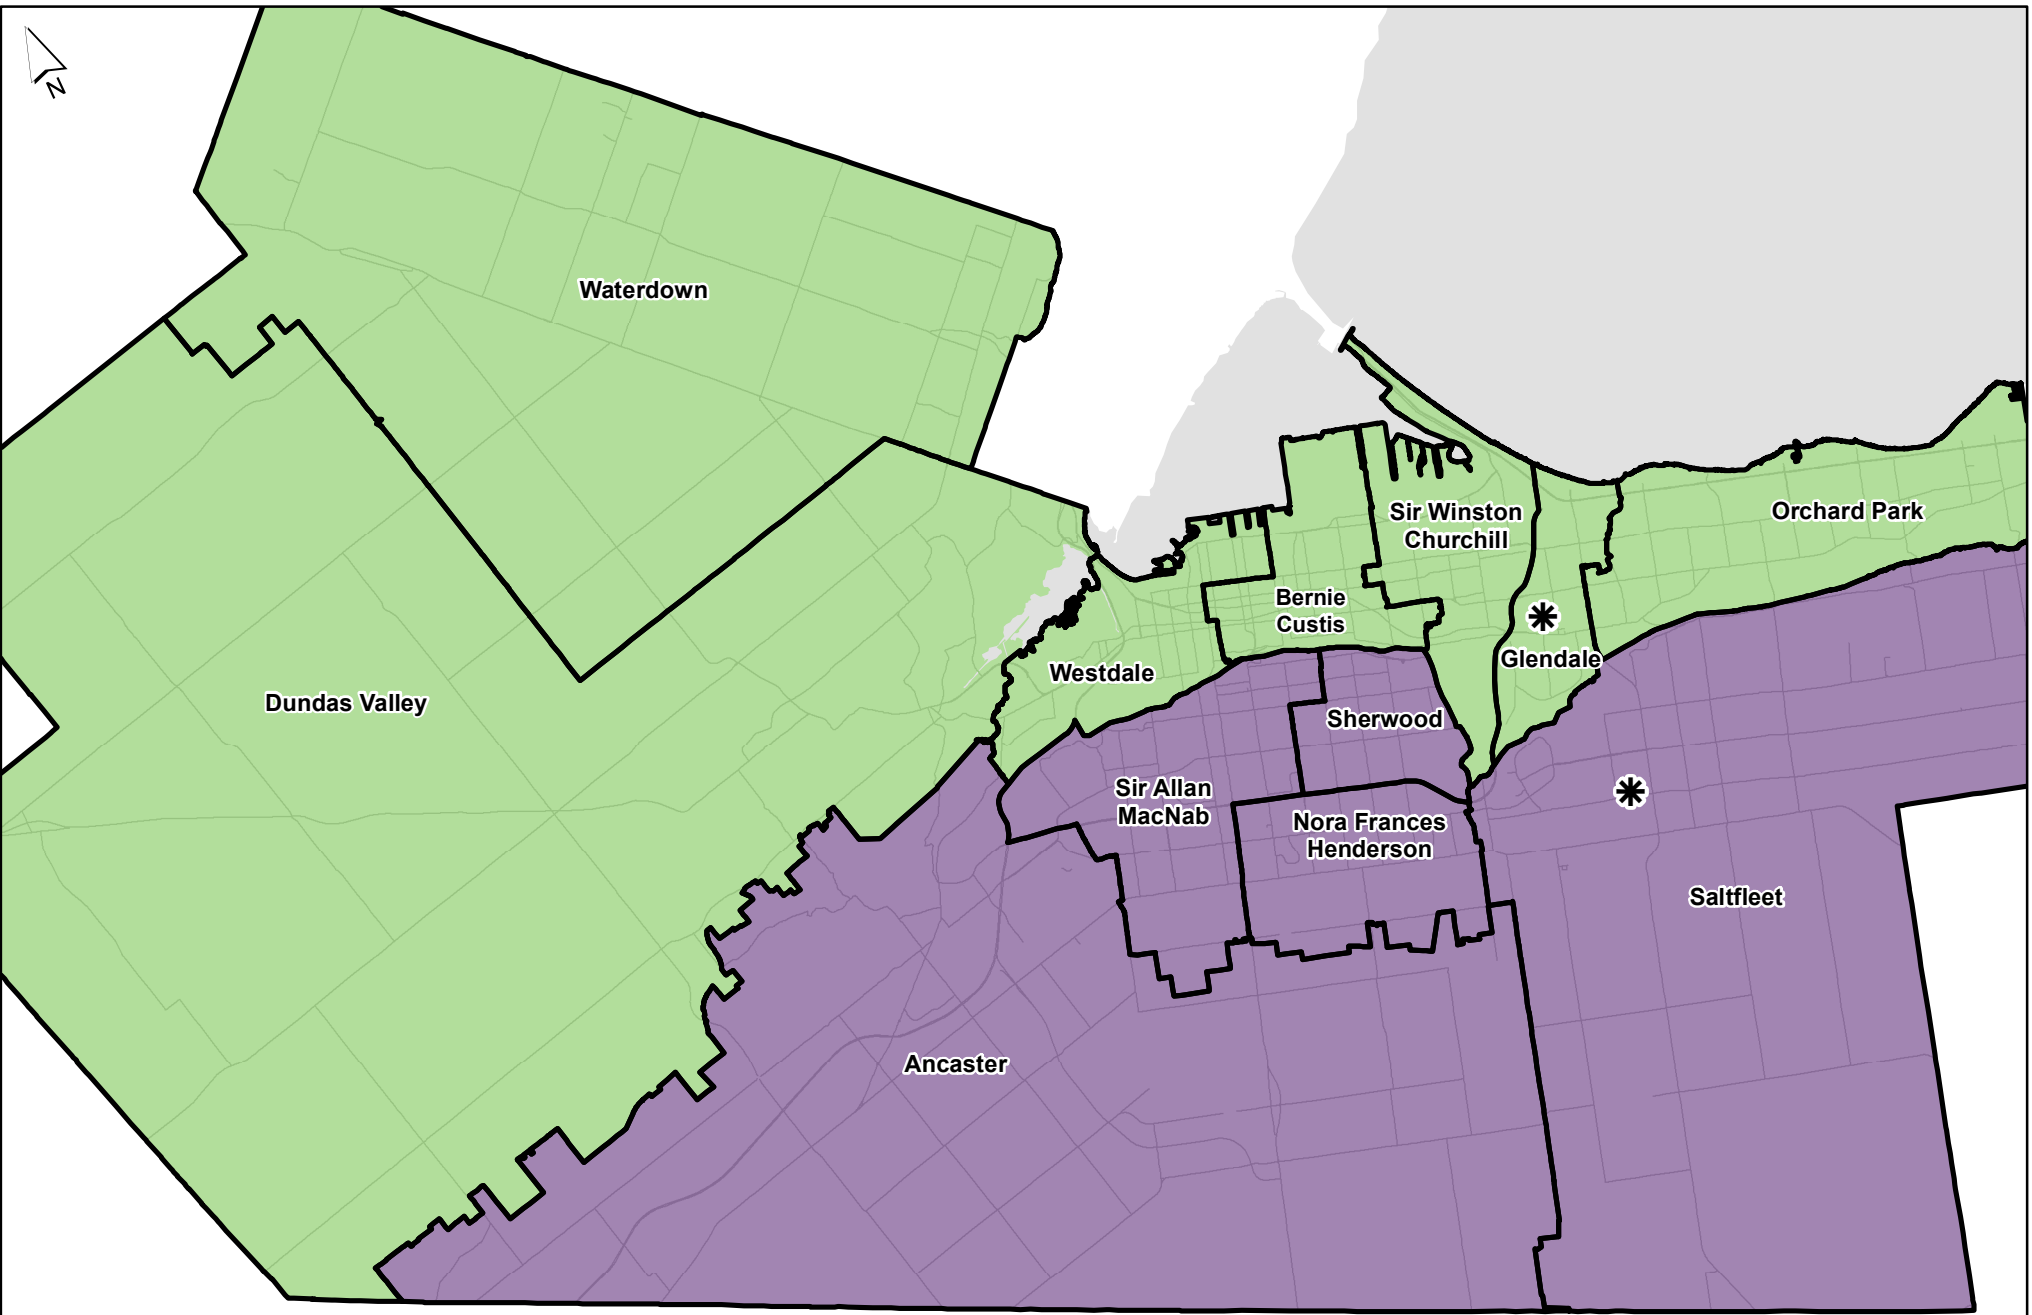 N
Waterdown
Sir Winston
Churchill
Orchard Park
Bernie
Custis
Glendale
Westdale
Dundas Valley
Sherwood
Sir Allan
MacNab
Nora Frances
Henderson
Saltfleet
Ancaster